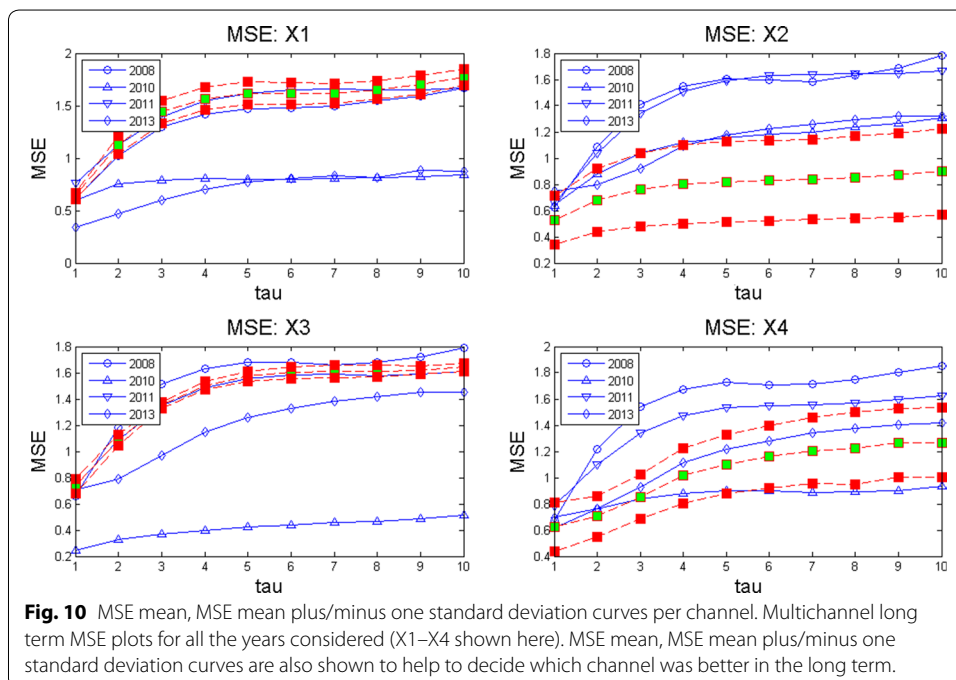 MSE: X1
2
1.5
1
0.5
0
MSE
2008
2010
2011
2013
1 2 3 4 5 6 7 8 9 10
tau
MSE: X2
1.8
1.6
1.4
1.2
1
0.8
0.6
0.4
0.2
MSE
2008
2010
2011
2013
1 2 3 4 5 6 7 8 9 10
tau
MSE: X3
1.8
1.6
1.4
1.2
1
0.8
0.6
0.4
0.2
MSE
2008
2010
2011
2013
1 2 3 4 5 6 7 8 9 10
tau
MSE: X4
2
1.8
1.6
1.4
1.2
1
0.8
0.6
0.4
MSE
2008
2010
2011
2013
1 2 3 4 5 6 7 8 9 10
tau
Fig. 10 MSE mean, MSE mean plus/minus one standard deviation curves per channel. Multichannel long
term MSE plots for all the years considered (X1–X4 shown here). MSE mean, MSE mean plus/minus one
standard deviation curves are also shown to help to decide which channel was better in the long term.